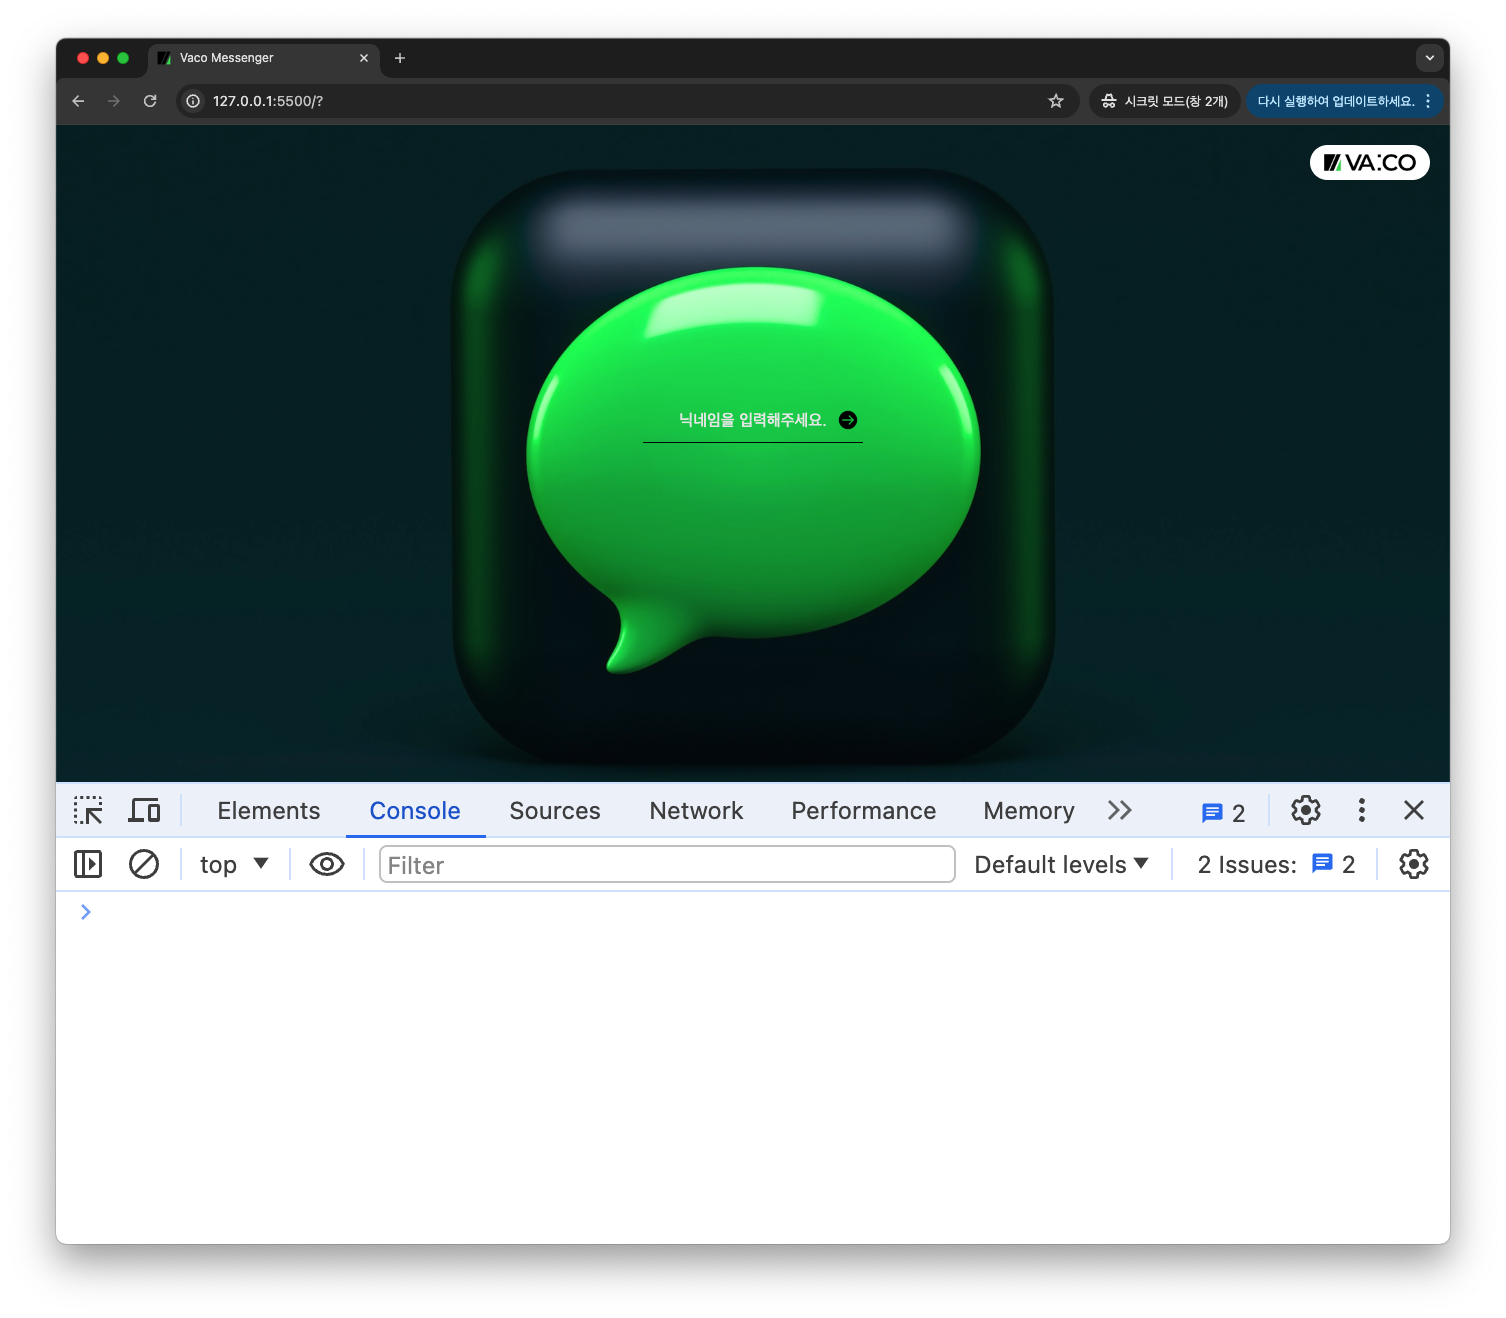 Vaco Messenger
127.0.0.1:5500/?
시크릿 모드(창 2개)
다시 실행하여 업데이트하세요.
VA:CO
닉네임을 입력해주세요.
Elements Console Sources Network Performance Memory 2
top Filter Default levels 2 Issues: 2